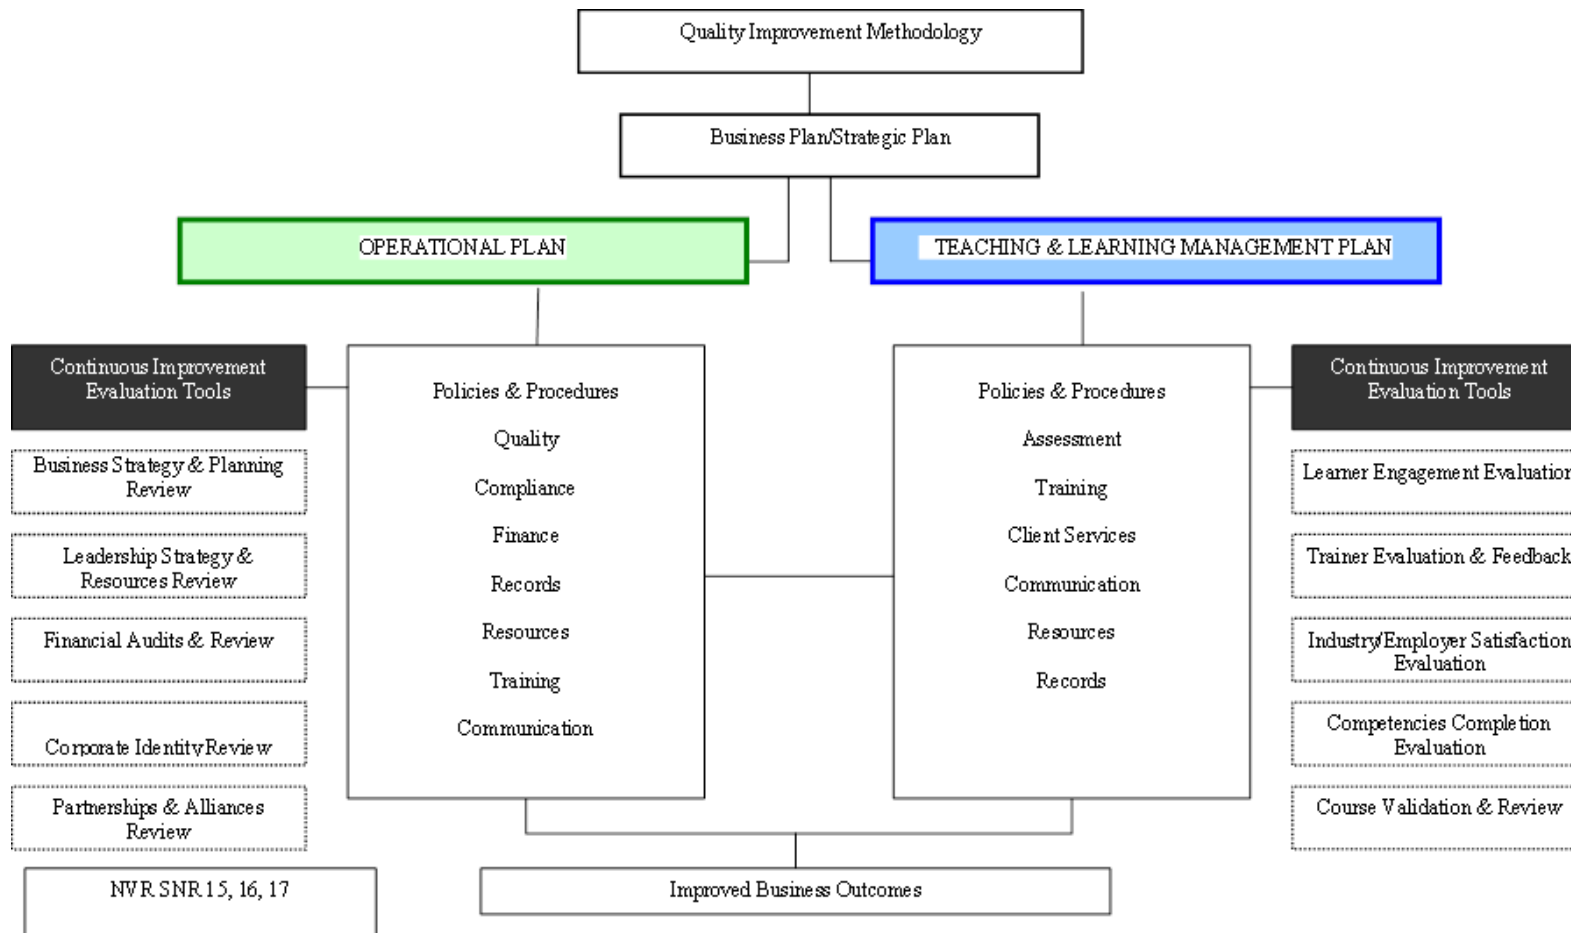 Quality Improvement Methodology
Business Plan/Strategic Plan
OPERATIONAL PLAN
TEACHING & LEARNING MANAGEMENT PLAN
Continuous Improvement
Evaluation Tools
Business Strategy & Planning
Review
Leadership Strategy &
Resources Review
Financial Audits & Review
Corporate Identity Review
Partnerships & Alliances
Review
NVR SNR 15, 16, 17
Policies & Procedures
Quality
Compliance
Finance
Records
Resources
Training
Communication
Policies & Procedures
Assessment
Training
Client Services
Communication
Resources
Records
Continuous Improvement
Evaluation Tools
Learner Engagement Evaluation
Trainer Evaluation & Feedback
Industry/Employer Satisfaction
Evaluation
Competencies Completion
Evaluation
Course Validation & Review
Improved Business Outcomes